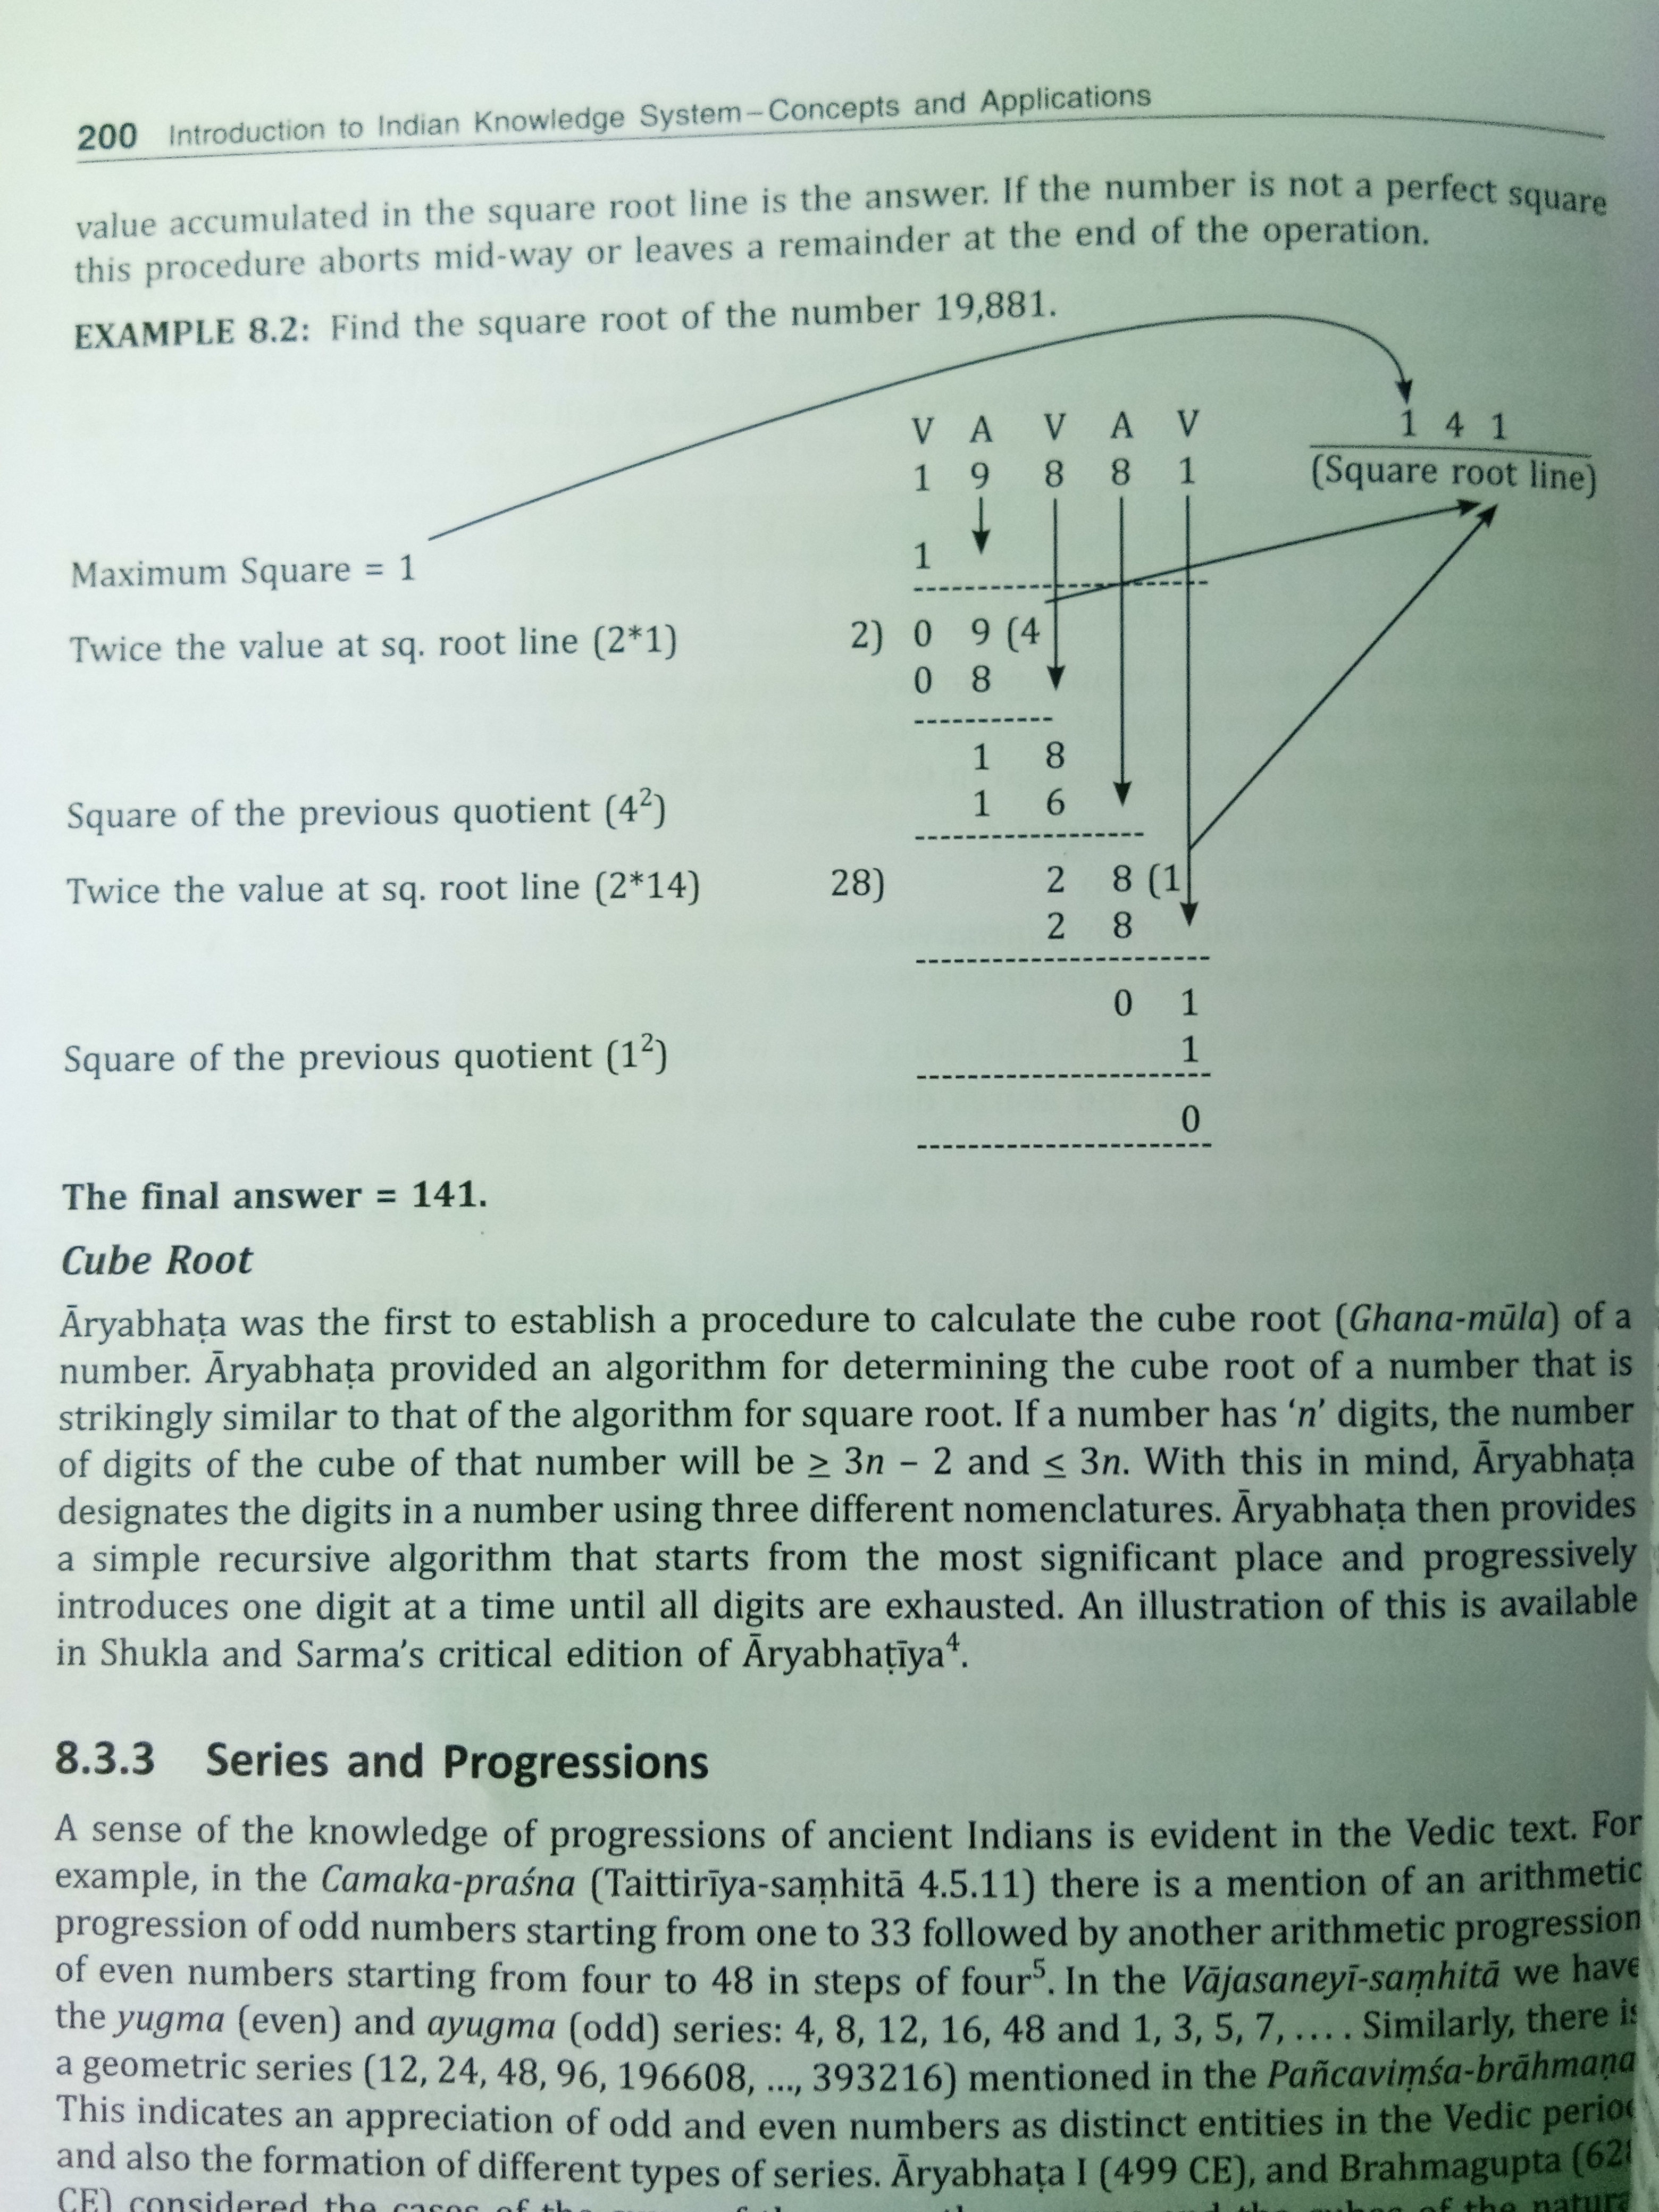 200 Introduction to Indian Knowledge System–Concepts and Applications
value accumulated in the square root line is the answer. If the number is not a perfect square
this procedure aborts mid-way or leaves a remainder at the end of the operation.
EXAMPLE 8.2: Find the square root of the number 19,881.
V A V A V 1 4 1
1 9 8 8 1 (Square root line)
Maximum Square = 1 1
Twice the value at sq. root line (2*1) 2) 0 9 (4
0 8
1 8
Square of the previous quotient (4²) 1 6
Twice the value at sq. root line (2*14) 28) 2 8 (1
2 8
0 1
Square of the previous quotient (1²) 1
0
The final answer = 141.
Cube Root
Āryabhaṭa was the first to establish a procedure to calculate the cube root (Ghana-mūla) of a
number. Āryabhaṭa provided an algorithm for determining the cube root of a number that is
strikingly similar to that of the algorithm for square root. If a number has ‘n’ digits, the number
of digits of the cube of that number will be ≥ 3n – 2 and ≤ 3n. With this in mind, Āryabhaṭa
designates the digits in a number using three different nomenclatures. Āryabhaṭa then provides
a simple recursive algorithm that starts from the most significant place and progressively
introduces one digit at a time until all digits are exhausted. An illustration of this is available
in Shukla and Sarma’s critical edition of Āryabhaṭīya⁴.
8.3.3 Series and Progressions
A sense of the knowledge of progressions of ancient Indians is evident in the Vedic text. For
example, in the Camaka-praśna (Taittirīya-saṃhitā 4.5.11) there is a mention of an arithmetic
progression of odd numbers starting from one to 33 followed by another arithmetic progression
of even numbers starting from four to 48 in steps of four⁵. In the Vājasaneyī-saṃhitā we have
the yugma (even) and ayugma (odd) series: 4, 8, 12, 16, 48 and 1, 3, 5, 7, .... Similarly, there is
a geometric series (12, 24, 48, 96, 196608, ..., 393216) mentioned in the Pañcaviṃśa-brāhmaṇa
This indicates an appreciation of odd and even numbers as distinct entities in the Vedic
and also the formation of different types of series. Āryabhaṭa I (499 CE), and Brahmagupta
CE) considered the cases of the